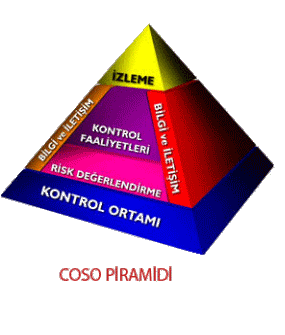 İZLEME
BİLGİ ve İLETİŞİM
KONTROL
FAALİYETLERİ
BİLGİ ve İLETİŞİM
RİSK DEĞERLENDİRME
KONTROL ORTAMI
COSO PİRAMİDİ